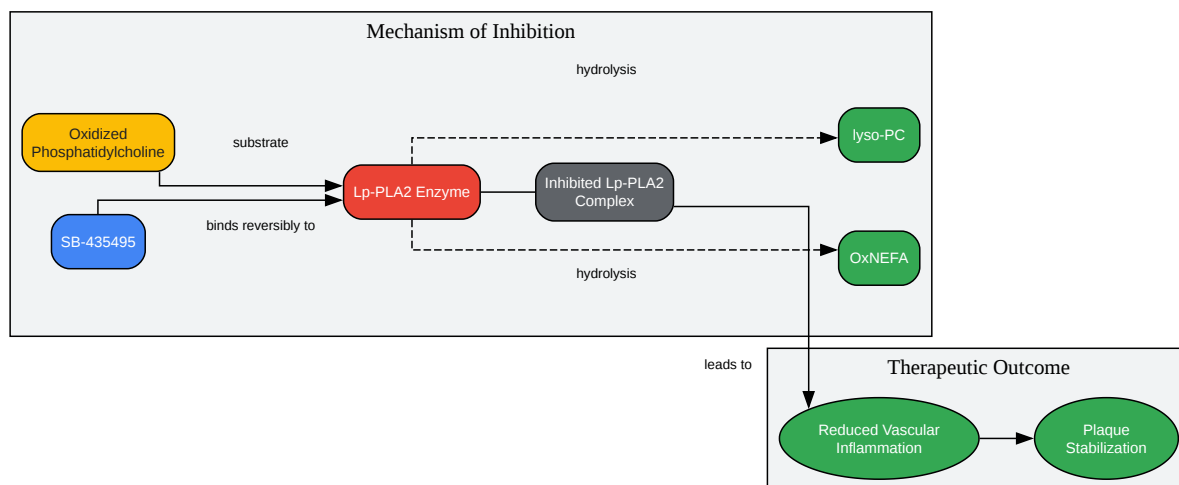 Mechanism of Inhibition
hydrolysis
Oxidized
Phosphatidylcholine
substrate
lyso-PC
Lp-PLA2 Enzyme
Inhibited Lp-PLA2
Complex
binds reversibly to
SB-435495
OxNEFA
hydrolysis
leads to
Therapeutic Outcome
Reduced Vascular
Inflammation
Plaque
Stabilization